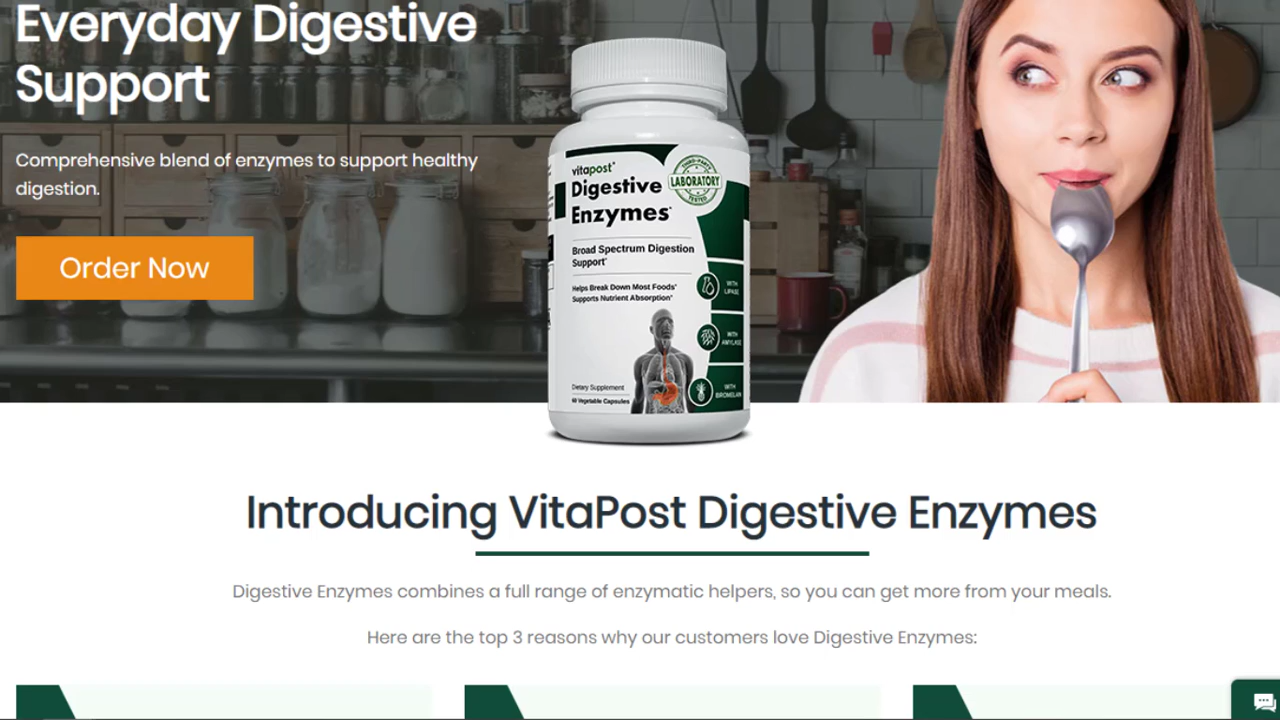 Everyday Digestive
Support
Comprehensive blend of enzymes to support healthy
digestion.
Order Now
vitapost*
Digestive
Enzymes*
THIRD-PARTY
LABORATORY
TESTED
Broad Spectrum Digestion
Support*
Helps Break Down Most Foods*
Supports Nutrient Absorption*
WITH
LIPASE
WITH
AMYLASE
WITH
BROMELAIN
Dietary Supplement
60 Vegetable Capsules
Introducing VitaPost Digestive Enzymes
Digestive Enzymes combines a full range of enzymatic helpers, so you can get more from your meals.
Here are the top 3 reasons why our customers love Digestive Enzymes: